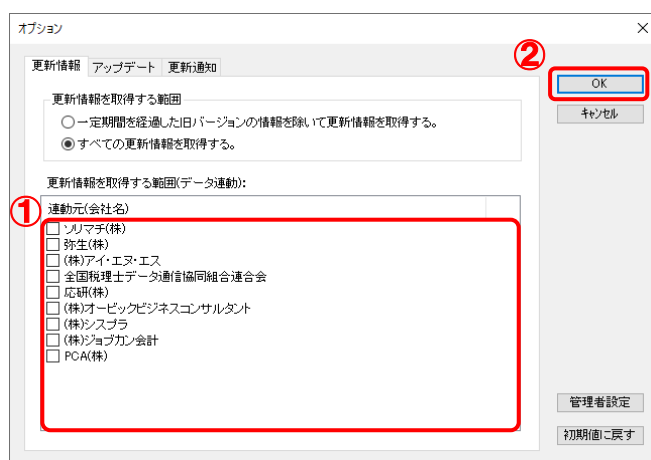 オプション
更新情報 アップデート 更新通知
②
OK
更新情報を取得する範囲
キャンセル
一定期間を経過した旧バージョンの情報を除いて更新情報を取得する。
すべての更新情報を取得する。
更新情報を取得する範囲(データ連動):
①
連動元(会社名)
ソリマチ(株)
弥生(株)
(株)アイ・エヌ・エス
全国税理士データ通信協同組合連合会
応研(株)
(株)オービックビジネスコンサルタント
(株)シスプラ
(株)ジョブカン会計
PCA(株)
管理者設定
初期値に戻す